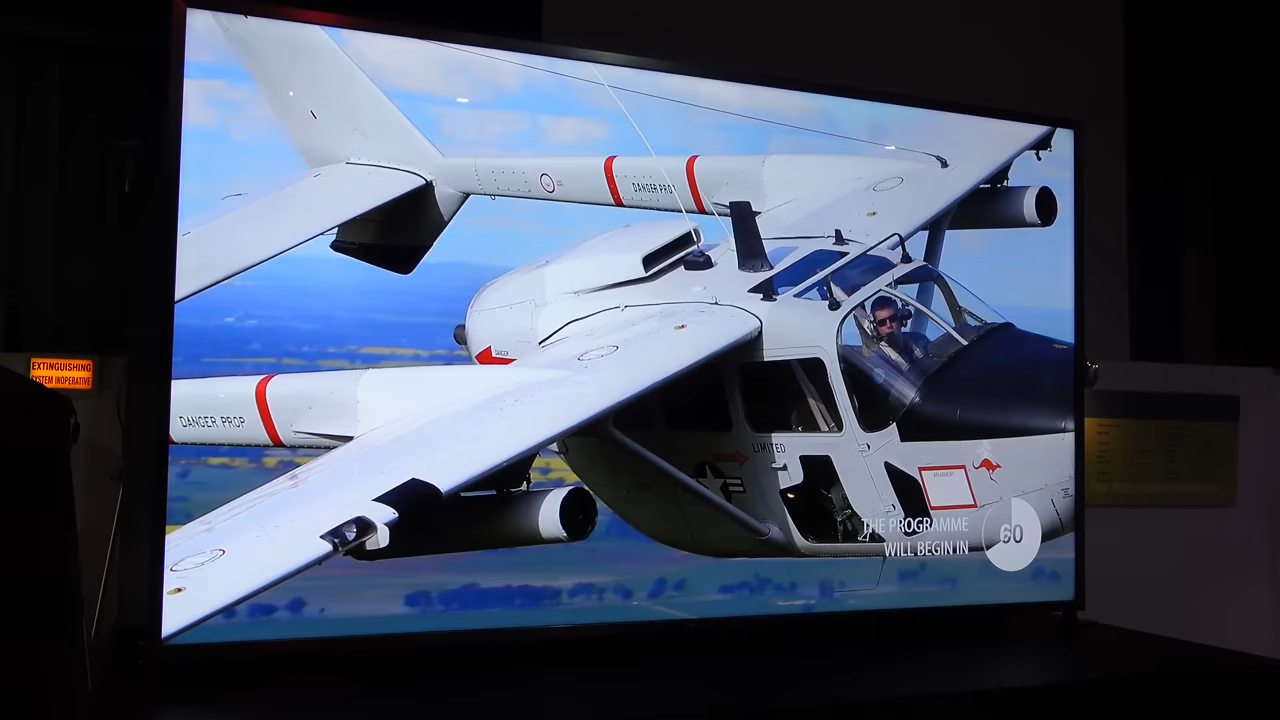 DANGER PROP
DANGER
EXTINGUISHING
SYSTEM INOPERATIVE
DANGER PROP
LIMITED
THE PROGRAMME
WILL BEGIN IN
60